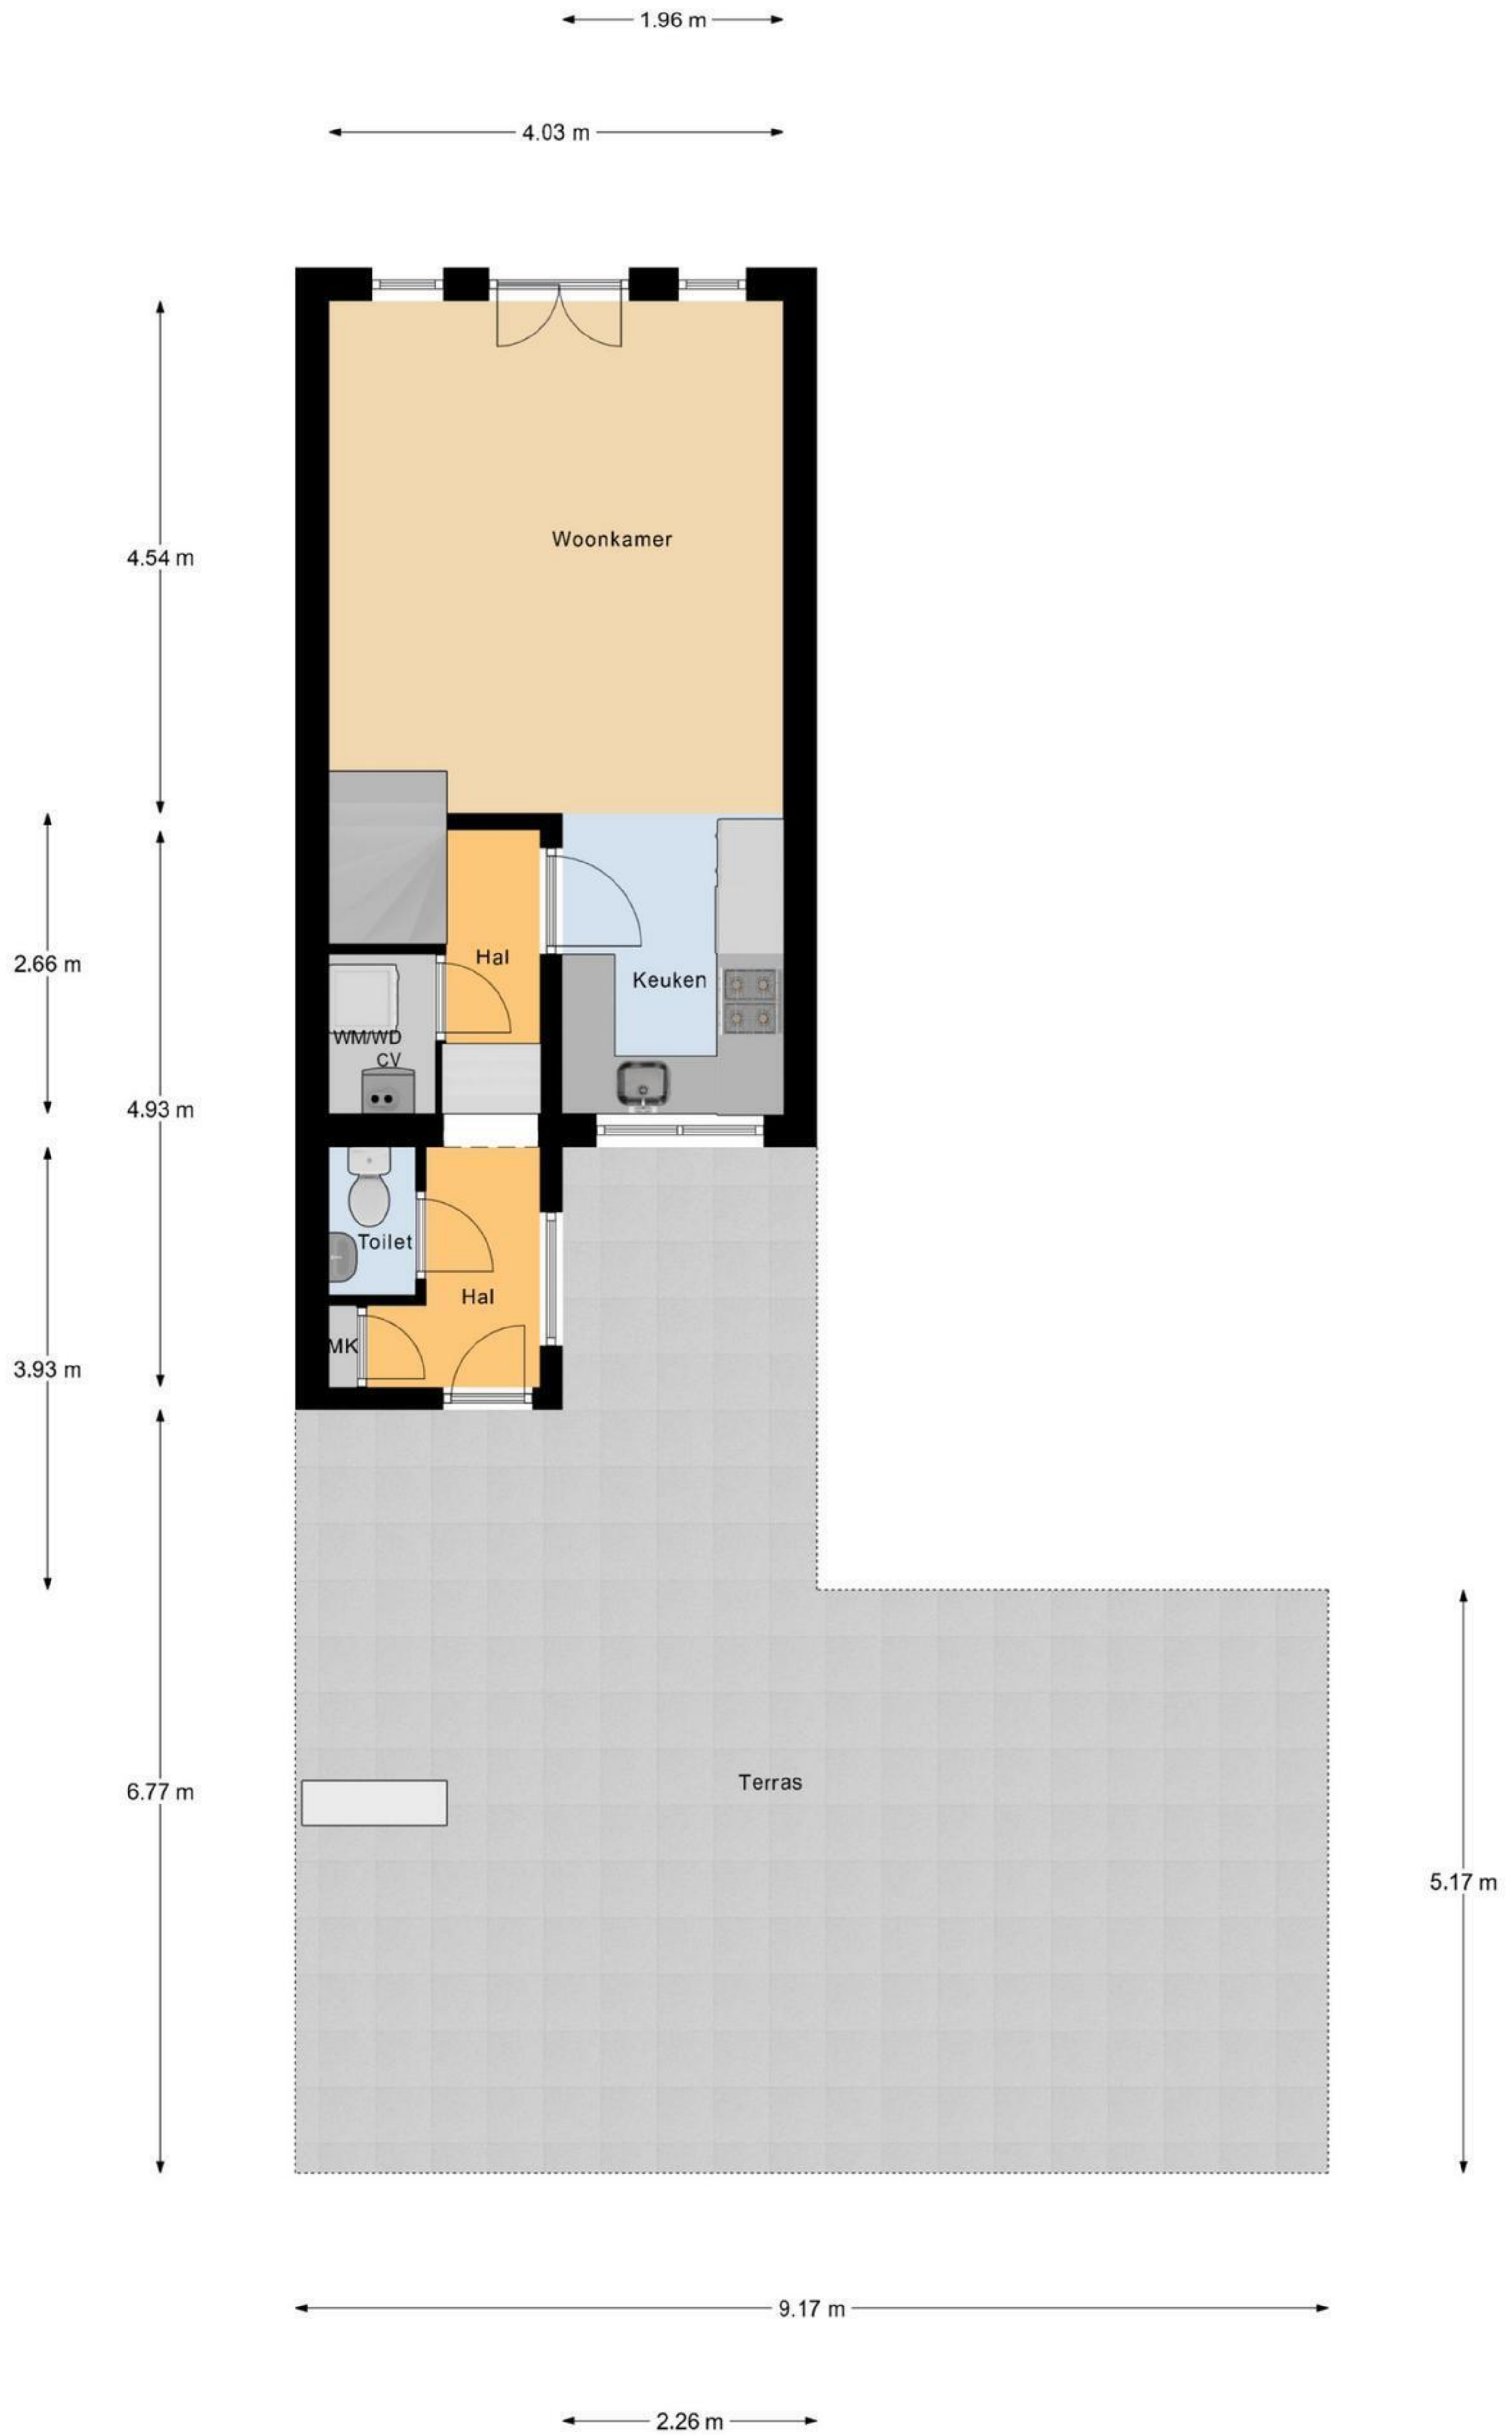 1.96 m
4.03 m
Woonkamer
4.54 m
Hal
2.66 m
Keuken
WM/WD
CV
4.93 m
Toilet
Hal
MK
3.93 m
Terras
6.77 m
5.17 m
9.17 m
2.26 m